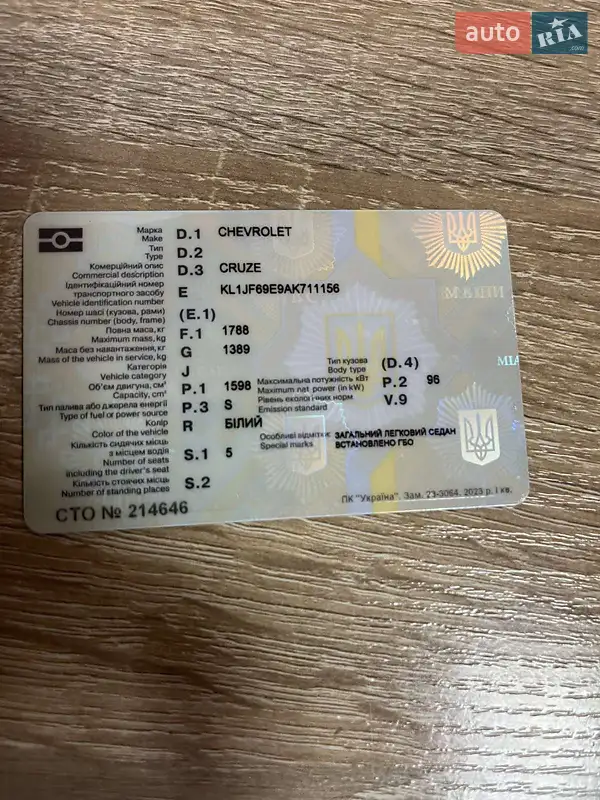 auto RIA .com
Марка
Make D.1 CHEVROLET
Тип
Type D.2
Комерційний опис
Commercial description D.3 CRUZE
Ідентифікаційний номер
транспортного засобу E KL1JF69E9AK711156
Vehicle identification number
Номер шасі (кузова, рами) (E.1)
Chassis number (body, frame)
Повна маса, кг F.1 1788
Maximum mass, kg
Маса без навантаження, кг G 1389
Mass of the vehicle in service, kg
Категорія J Тип кузова (D.4)
Vehicle category Body type
Об'єм двигуна, см³ P.1 1598 Максимальна потужність кВт P.2 96
Capacity, cm³ Maximum nat power (in kW)
Тип палива або джерела енергії P.3 S Рівень екологічних норм V.9
Type of fuel or power source Emission standard
Колір R БІЛИЙ
Color of the vehicle
Кількість сидячих місць Особливі відмітки: ЗАГАЛЬНИЙ ЛЕГКОВИЙ СЕДАН
з місцем водія S.1 5 Special marks ВСТАНОВЛЕНО ГБО
Number of seats
including the driver's seat
Кількість стоячих місць S.2
Number of standing places
СТО № 214646 ПК "Україна". Зам. 23-3064. 2023 р. І кв.